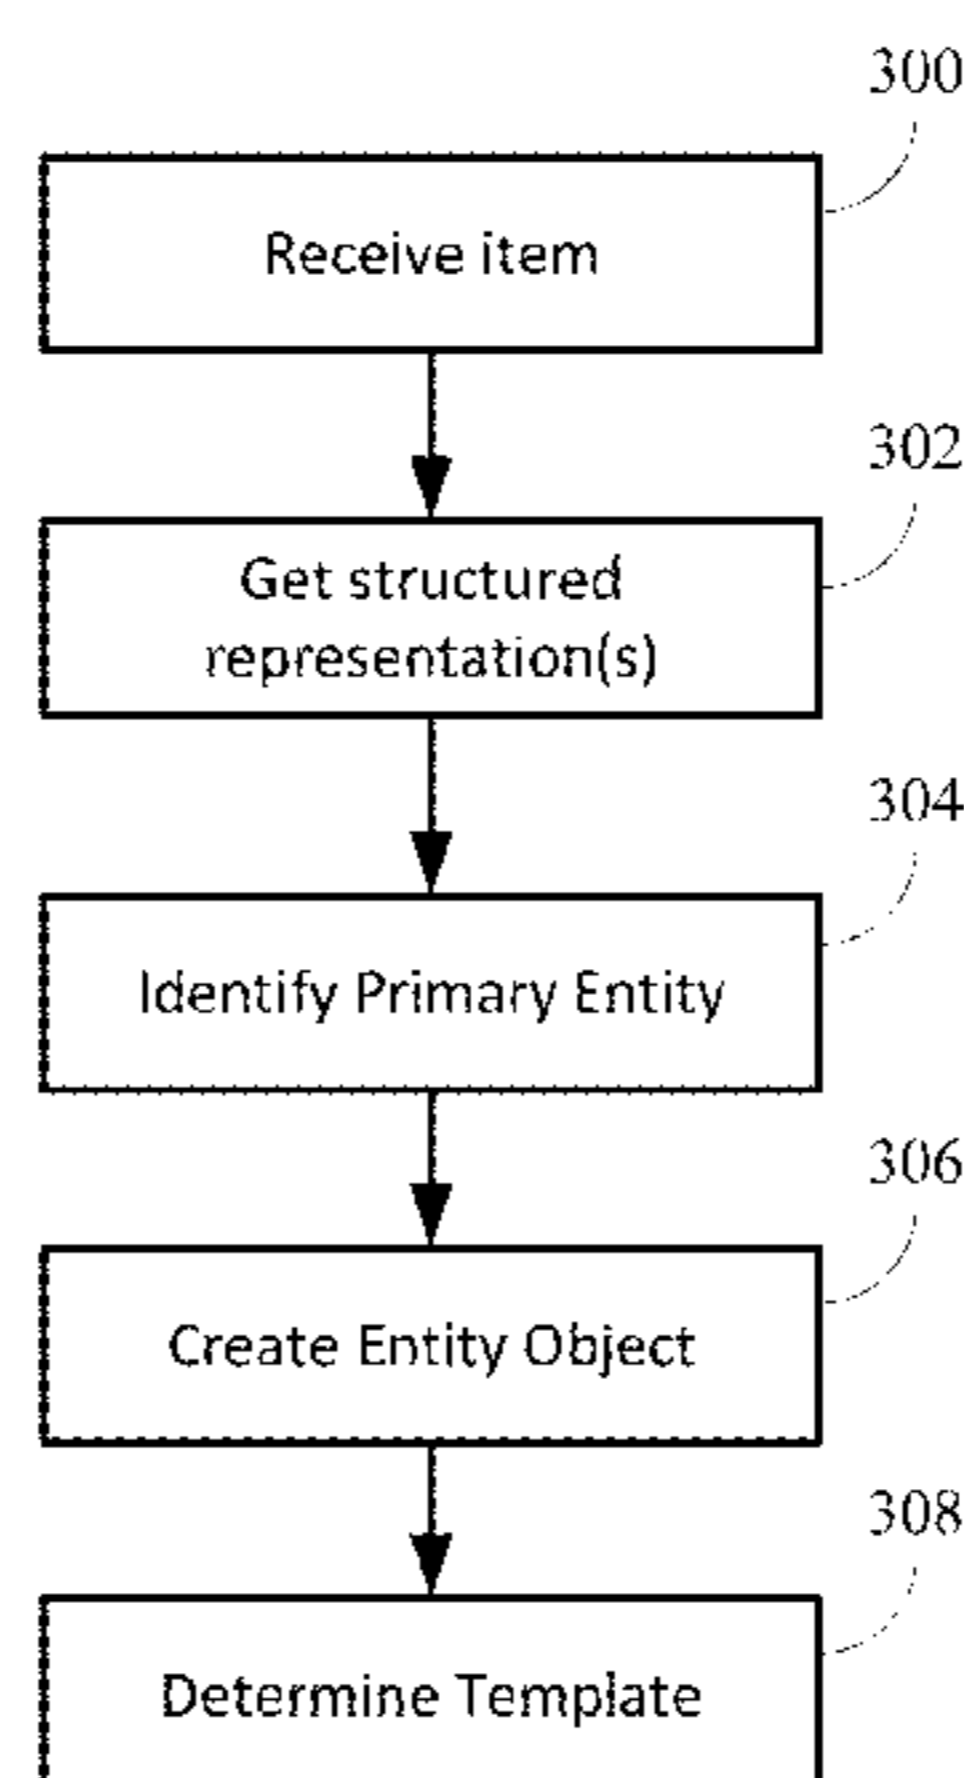 300
Receive item
302
Get structured
representation(s)
304
Identify Primary Entity
306
Create Entity Object
308
Determine Template